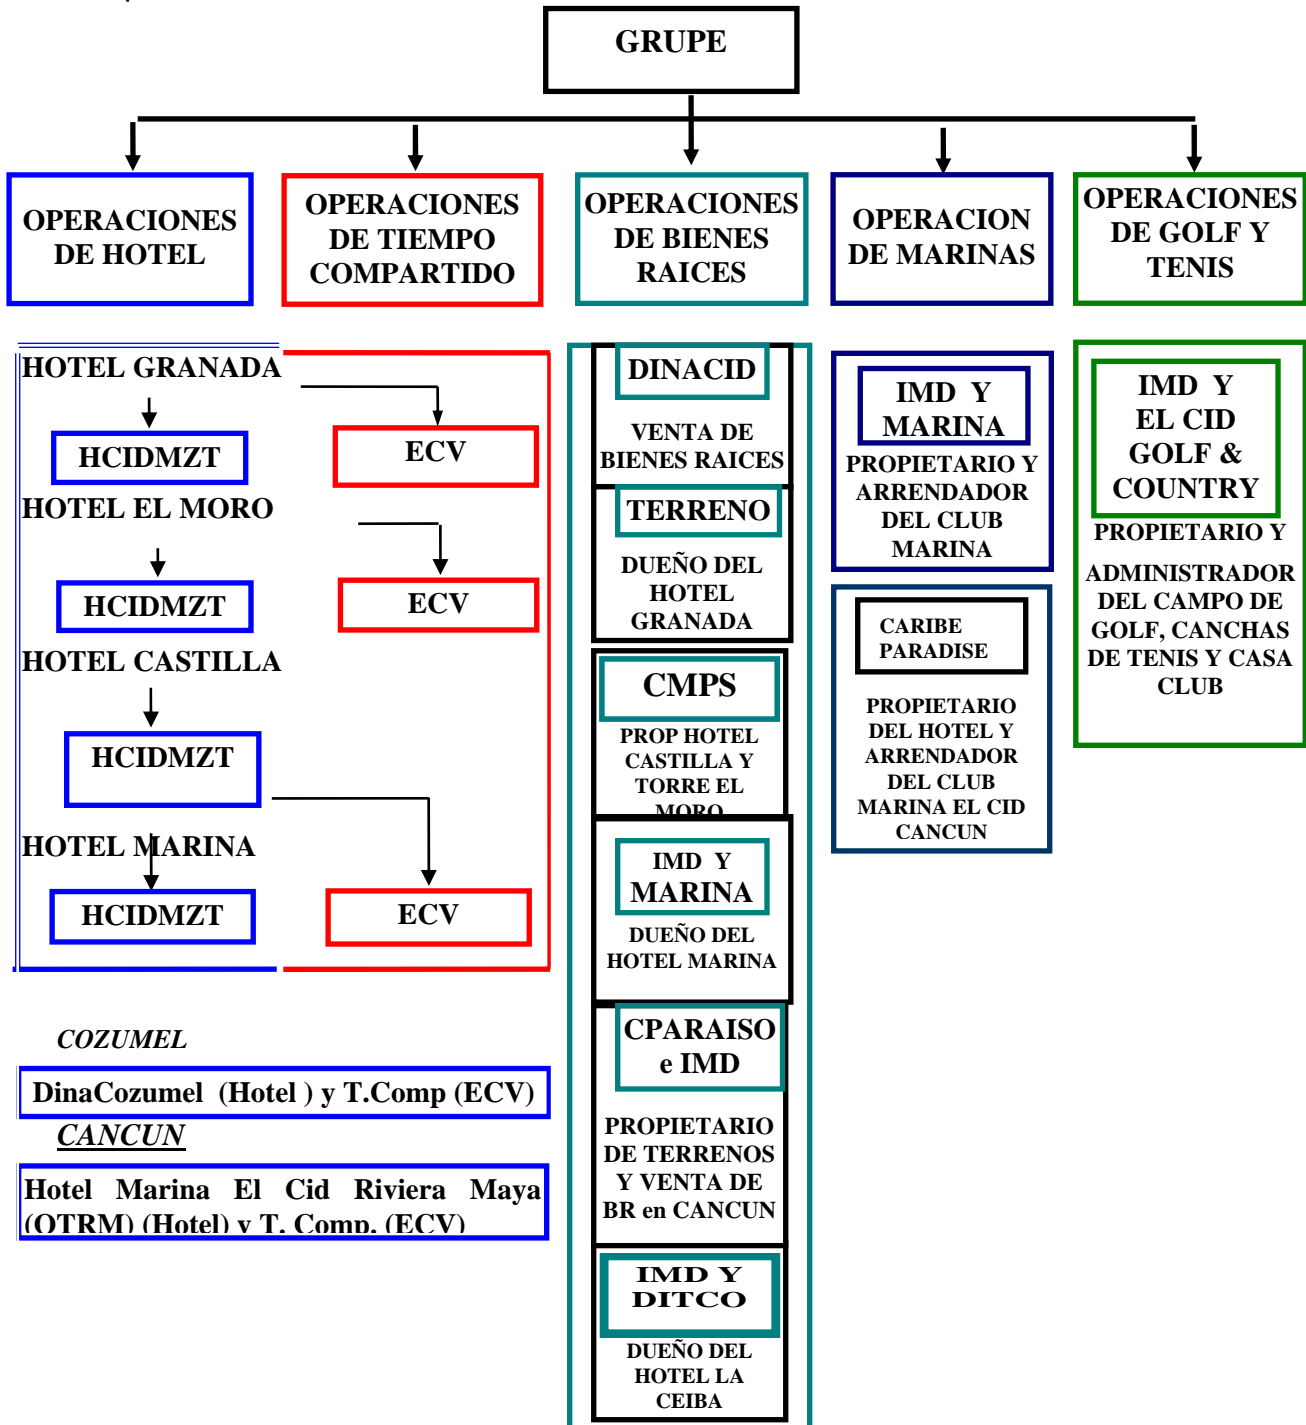 GRUPE
OPERACIONES
DE HOTEL
OPERACIONES
DE TIEMPO
COMPARTIDO
OPERACIONES
DE BIENES
RAICES
OPERACION
DE MARINAS
OPERACIONES
DE GOLF Y
TENIS
HOTEL GRANADA
HCIDMZT
ECV
HOTEL EL MORO
HCIDMZT
ECV
HOTEL CASTILLA
HCIDMZT
HOTEL MARINA
HCIDMZT
ECV
COZUMEL
DinaCozumel (Hotel ) y T.Comp (ECV)
CANCUN
Hotel Marina El Cid Riviera Maya
(OTRM) (Hotel) y T. Comp. (ECV)
DINACID
VENTA DE
BIENES RAICES
TERRENO
DUEÑO DEL
HOTEL
GRANADA
CMPS
PROP HOTEL
CASTILLA Y
TORRE EL
MORO
IMD Y
MARINA
DUEÑO DEL
HOTEL MARINA
CPARAISO
e IMD
PROPIETARIO
DE TERRENOS
Y VENTA DE
BR en CANCUN
IMD Y
DITCO
DUEÑO DEL
HOTEL LA
CEIBA
IMD Y
MARINA
PROPIETARIO Y
ARRENDADOR
DEL CLUB
MARINA
CARIBE
PARADISE
PROPIETARIO
DEL HOTEL Y
ARRENDADOR
DEL CLUB
MARINA EL CID
CANCUN
IMD Y
EL CID
GOLF &
COUNTRY
PROPIETARIO Y
ADMINISTRADOR
DEL CAMPO DE
GOLF, CANCHAS
DE TENIS Y CASA
CLUB